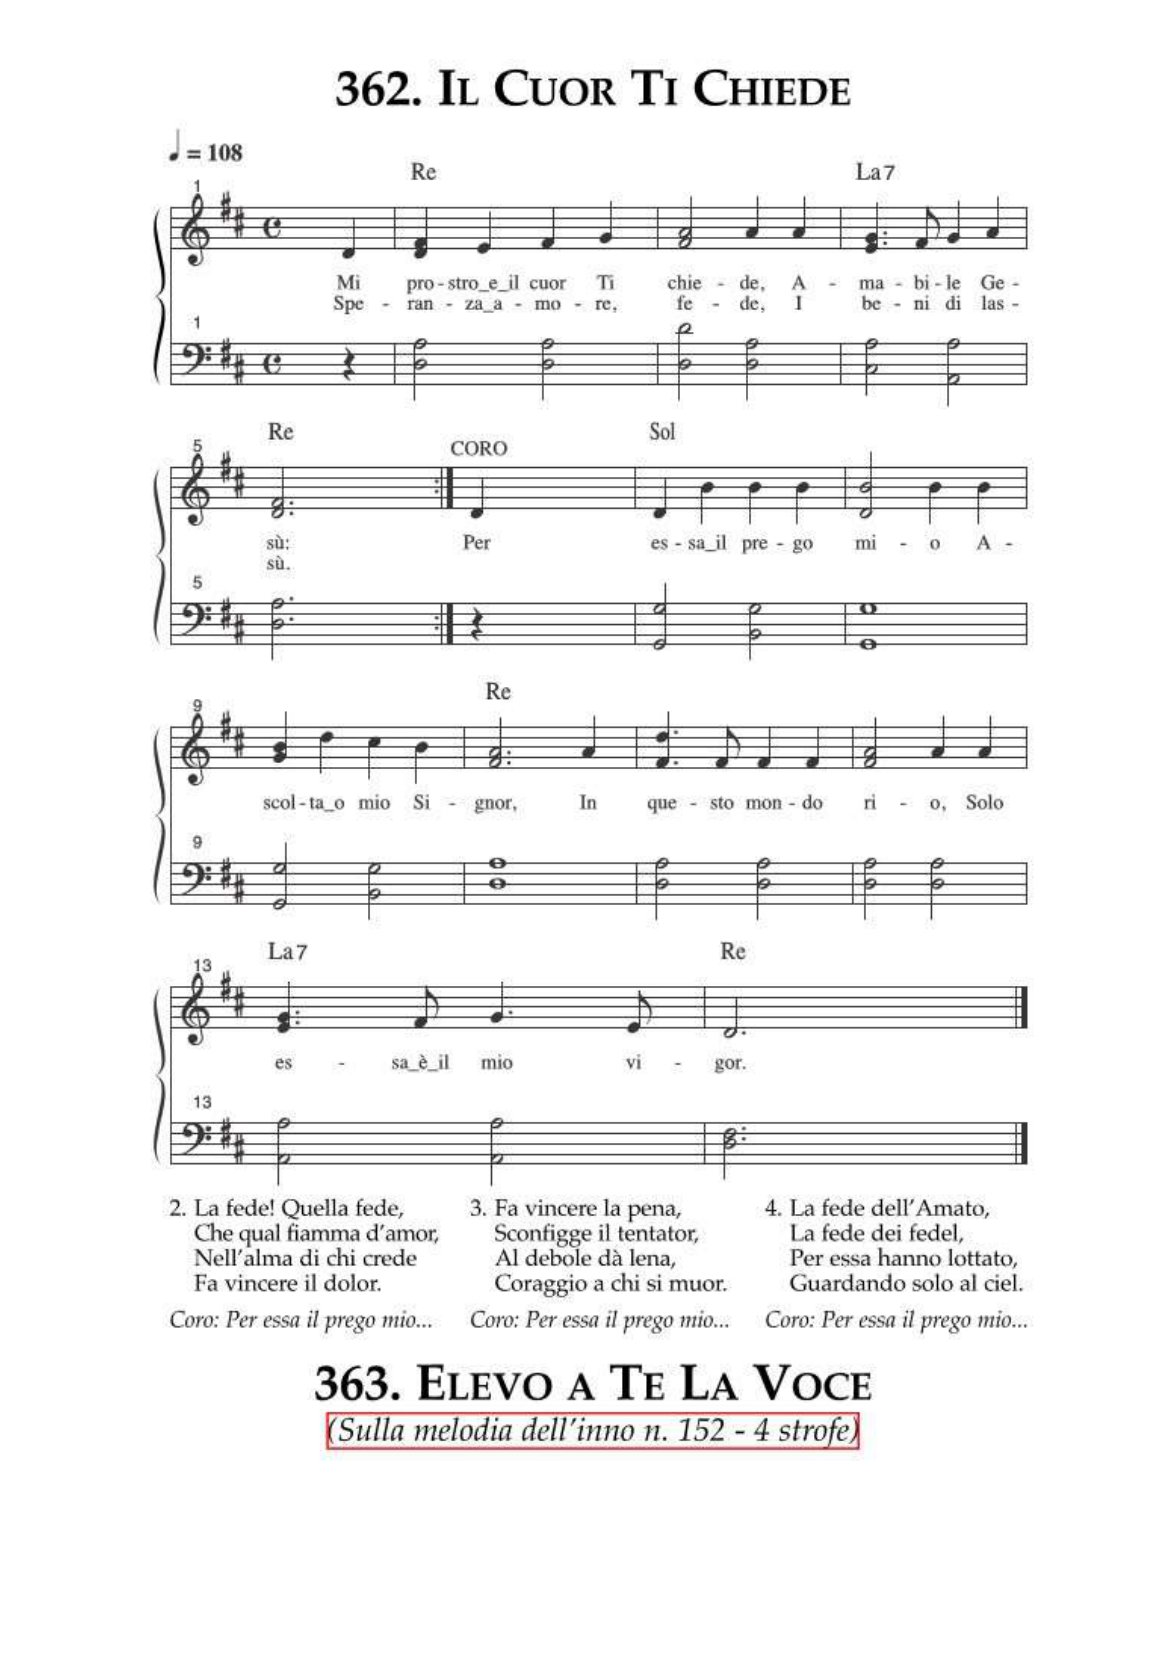 362. IL CUOR TI CHIEDE
= 108
Re La7
1
Mi pro-stro_e_il cuor Ti chie - de, A - ma - bi - le Ge -
Spe - ran - za_a - mo - re, fe - de, I be - ni di las -
1
Re Sol
5 CORO
sù: Per es - sa_il pre - go mi - o A -
sù.
5
Re
9
scol-ta_o mio Si - gnor, In que - sto mon - do ri - o, Solo
9
La7 Re
13
es - sa_è_il mio vi - gor.
13
2. La fede! Quella fede,
Che qual fiamma d'amor,
Nell'alma di chi crede
Fa vincere il dolor.
Coro: Per essa il prego mio...
3. Fa vincere la pena,
Sconfigge il tentator,
Al debole dà lena,
Coraggio a chi si muor.
Coro: Per essa il prego mio...
4. La fede dell'Amato,
La fede dei fedel,
Per essa hanno lottato,
Guardando solo al ciel.
Coro: Per essa il prego mio...
363. ELEVO A TE LA VOCE
(Sulla melodia dell'inno n. 152 - 4 strofe)